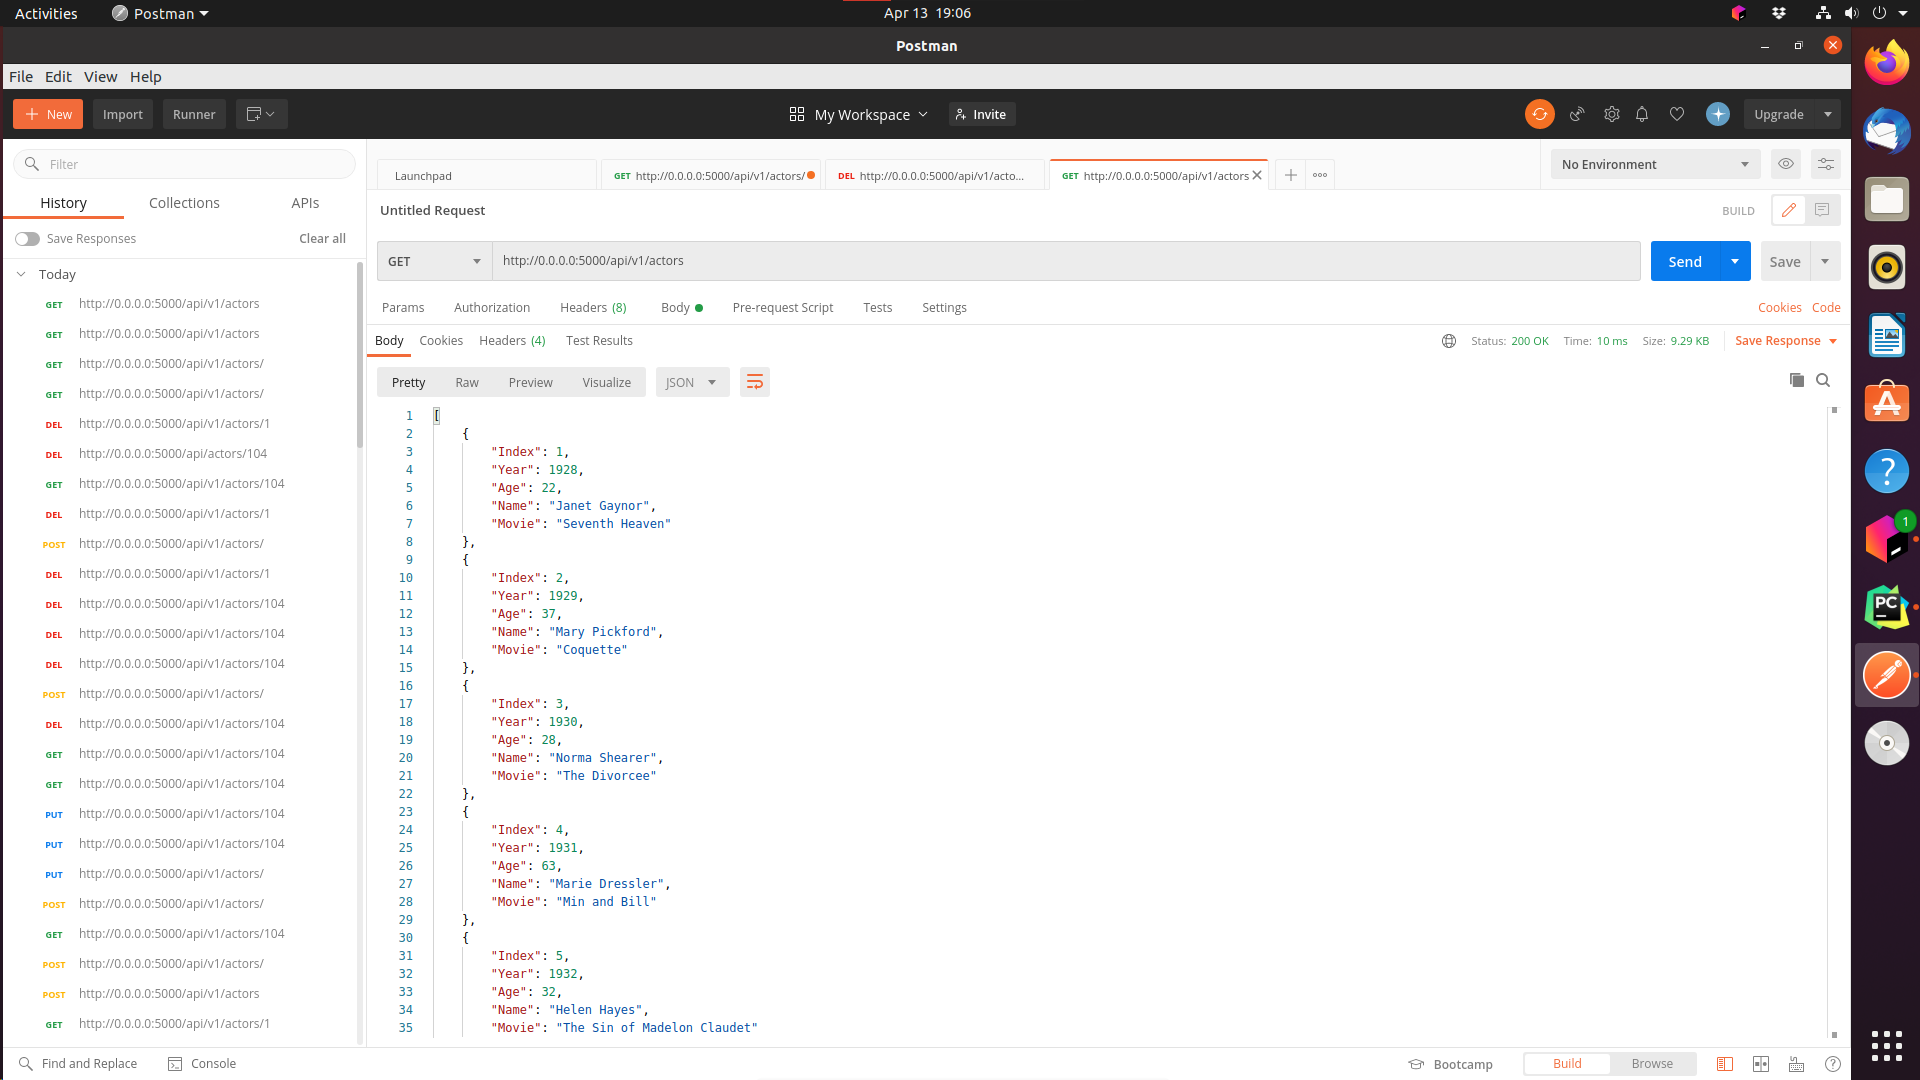 Activities Postman Apr 13 19:06
Postman
File Edit View Help
New Import Runner My Workspace Invite Upgrade
Filter
History Collections APIs
Save Responses Clear all
Today
GET http://0.0.0.0:5000/api/v1/actors
GET http://0.0.0.0:5000/api/v1/actors
GET http://0.0.0.0:5000/api/v1/actors/
GET http://0.0.0.0:5000/api/v1/actors/
DEL http://0.0.0.0:5000/api/v1/actors/1
DEL http://0.0.0.0:5000/api/actors/104
GET http://0.0.0.0:5000/api/v1/actors/104
DEL http://0.0.0.0:5000/api/v1/actors/1
POST http://0.0.0.0:5000/api/v1/actors/
DEL http://0.0.0.0:5000/api/v1/actors/1
DEL http://0.0.0.0:5000/api/v1/actors/104
DEL http://0.0.0.0:5000/api/v1/actors/104
DEL http://0.0.0.0:5000/api/v1/actors/104
POST http://0.0.0.0:5000/api/v1/actors/
DEL http://0.0.0.0:5000/api/v1/actors/104
GET http://0.0.0.0:5000/api/v1/actors/104
GET http://0.0.0.0:5000/api/v1/actors/104
PUT http://0.0.0.0:5000/api/v1/actors/104
PUT http://0.0.0.0:5000/api/v1/actors/104
PUT http://0.0.0.0:5000/api/v1/actors/
POST http://0.0.0.0:5000/api/v1/actors/
GET http://0.0.0.0:5000/api/v1/actors/104
POST http://0.0.0.0:5000/api/v1/actors/
POST http://0.0.0.0:5000/api/v1/actors
GET http://0.0.0.0:5000/api/v1/actors/1
Launchpad GET http://0.0.0.0:5000/api/v1/actors/ DEL http://0.0.0.0:5000/api/v1/acto... GET http://0.0.0.0:5000/api/v1/actors
No Environment
Untitled Request BUILD
GET http://0.0.0.0:5000/api/v1/actors Send Save
Params Authorization Headers (8) Body Pre-request Script Tests Settings Cookies Code
Body Cookies Headers (4) Test Results Status: 200 OK Time: 10 ms Size: 9.29 KB Save Response
Pretty Raw Preview Visualize JSON
1 [
2 {
3 "Index": 1,
4 "Year": 1928,
5 "Age": 22,
6 "Name": "Janet Gaynor",
7 "Movie": "Seventh Heaven"
8 },
9 {
10 "Index": 2,
11 "Year": 1929,
12 "Age": 37,
13 "Name": "Mary Pickford",
14 "Movie": "Coquette"
15 },
16 {
17 "Index": 3,
18 "Year": 1930,
19 "Age": 28,
20 "Name": "Norma Shearer",
21 "Movie": "The Divorcee"
22 },
23 {
24 "Index": 4,
25 "Year": 1931,
26 "Age": 63,
27 "Name": "Marie Dressler",
28 "Movie": "Min and Bill"
29 },
30 {
31 "Index": 5,
32 "Year": 1932,
33 "Age": 32,
34 "Name": "Helen Hayes",
35 "Movie": "The Sin of Madelon Claudet"
1
PC
Find and Replace Console Bootcamp Build Browse